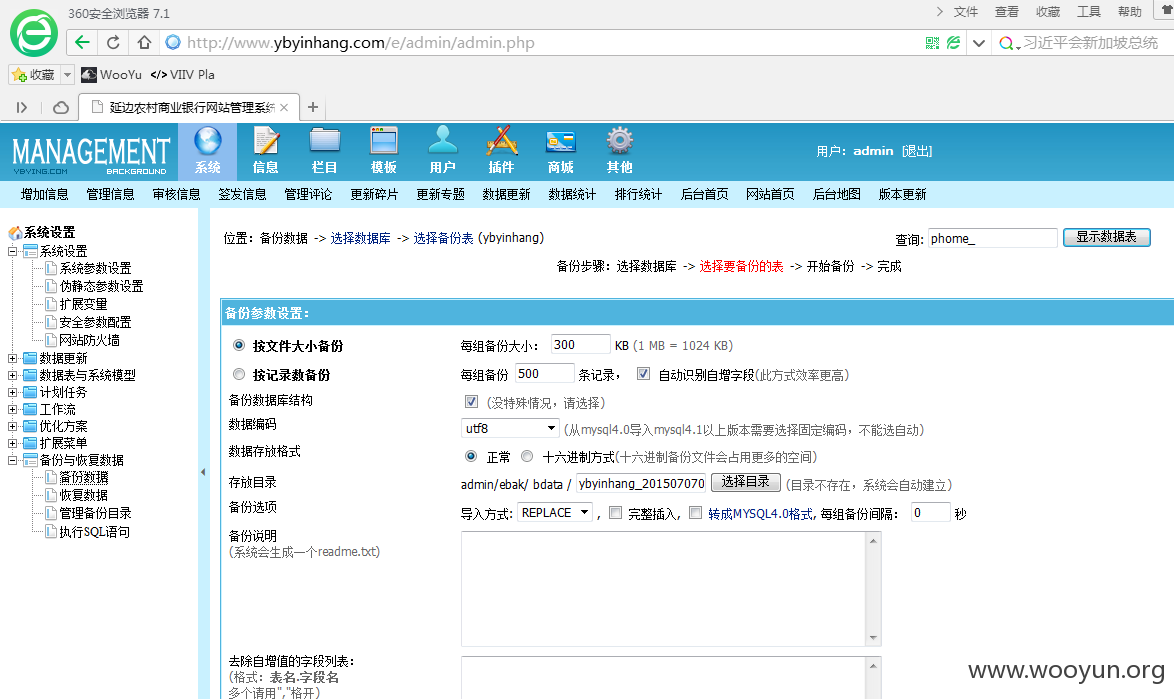 360安全浏览器 7.1
文件 查看 收藏 工具 帮助
http://www.ybyinhang.com/e/admin/admin.php
习近平会新加坡总统
收藏 WooYu </> VIIV Pla
延边农村商业银行网站管理系统
MANAGEMENT
YBYING.COM BACKGROUND
系统 信息 栏目 模板 用户 插件 商城 其他
用户: admin [退出]
增加信息 管理信息 审核信息 签发信息 管理评论 更新碎片 更新专题 数据更新 数据统计 排行统计 后台首页 网站首页 后台地图 版本更新
系统设置
系统设置
系统参数设置
伪静态参数设置
扩展变量
安全参数配置
网站防火墙
数据更新
数据表与系统模型
计划任务
工作流
优化方案
扩展菜单
备份与恢复数据
备份数据
恢复数据
管理备份目录
执行SQL语句
位置: 备份数据 -> 选择数据库 -> 选择备份表 (ybyinhang)
查询: phome_ 显示数据表
备份步骤: 选择数据库 -> 选择要备份的表 -> 开始备份 -> 完成
备份参数设置:
按文件大小备份 每组备份大小: 300 KB (1 MB = 1024 KB)
按记录数备份 每组备份 500 条记录, 自动识别自增字段(此方式效率更高)
备份数据库结构 (没特殊情况，请选择)
数据编码 utf8 (从mysql4.0导入mysql4.1以上版本需要选择固定编码，不能选自动)
数据存放格式 正常 十六进制方式(十六进制备份文件会占用更多的空间)
存放目录 admin/ebak/ bdata / ybyinhang_201507070 选择目录 (目录不存在，系统会自动建立)
备份选项 导入方式: REPLACE , 完整插入, 转成MYSQL4.0格式, 每组备份间隔: 0 秒
备份说明
(系统会生成一个readme.txt)
去除自增值的字段列表:
(格式: 表名.字段名
多个请用","格开)
www.wooyun.org